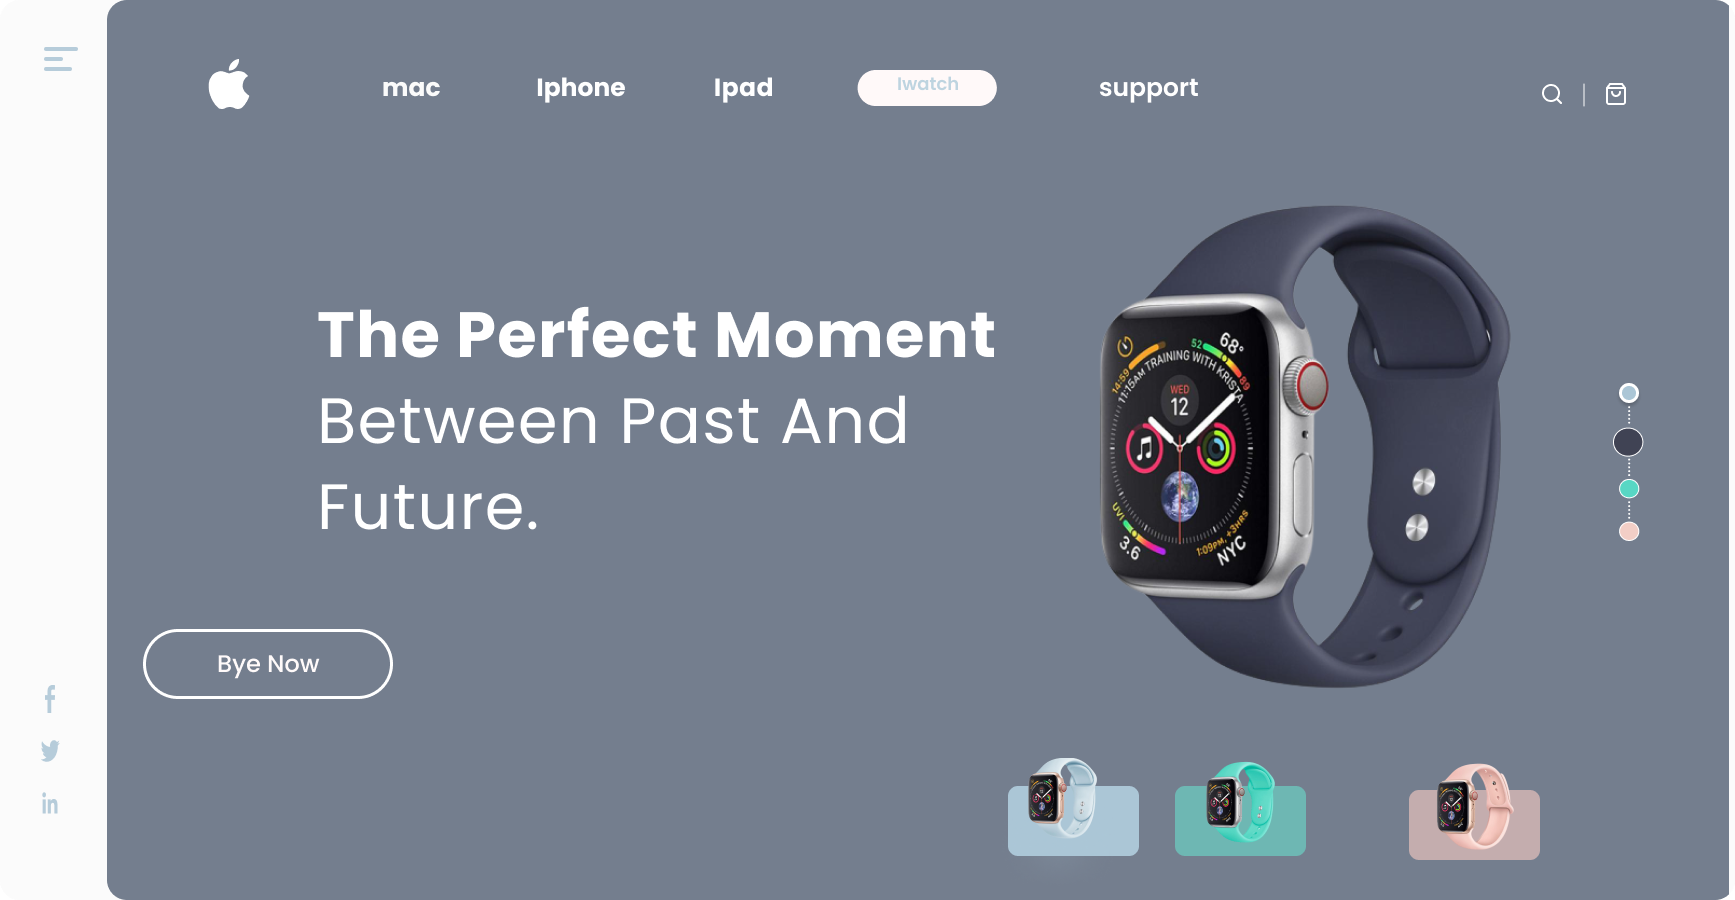 mac
Iphone
Ipad
Iwatch
support
The Perfect Moment
Between Past And
Future.
Bye Now
11:15AM TRAINING WITH KRISTA
14:59
52
68°
89
WED
12
UVI
3.6
1:09PM, +3HRS
NYC